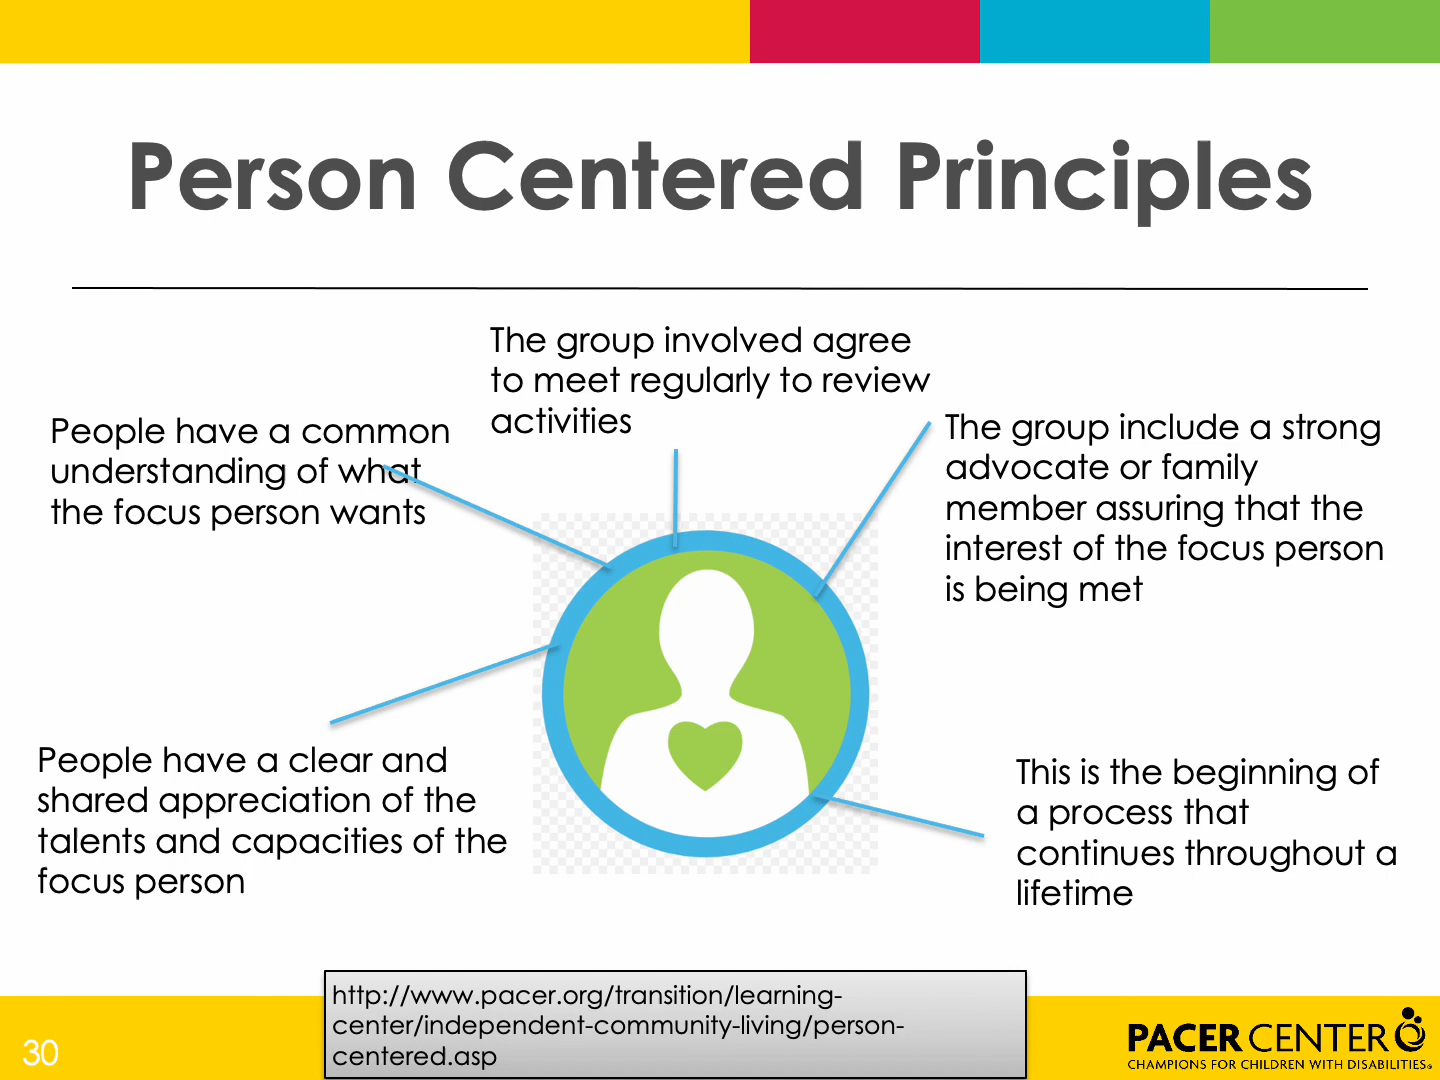 Person Centered Principles
The group involved agree
to meet regularly to review
activities
People have a common
understanding of what
the focus person wants
The group include a strong
advocate or family
member assuring that the
interest of the focus person
is being met
People have a clear and
shared appreciation of the
talents and capacities of the
focus person
This is the beginning of
a process that
continues throughout a
lifetime
http://www.pacer.org/transition/learning-
center/independent-community-living/person-
centered.asp
30
PACER CENTER
CHAMPIONS FOR CHILDREN WITH DISABILITIES®